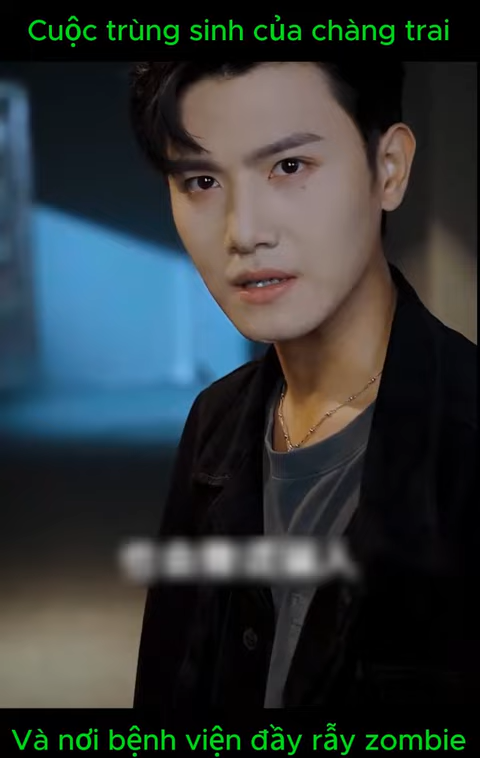 Cuộc trùng sinh của chàng trai
Và nơi bệnh viện đầy rẫy zombie